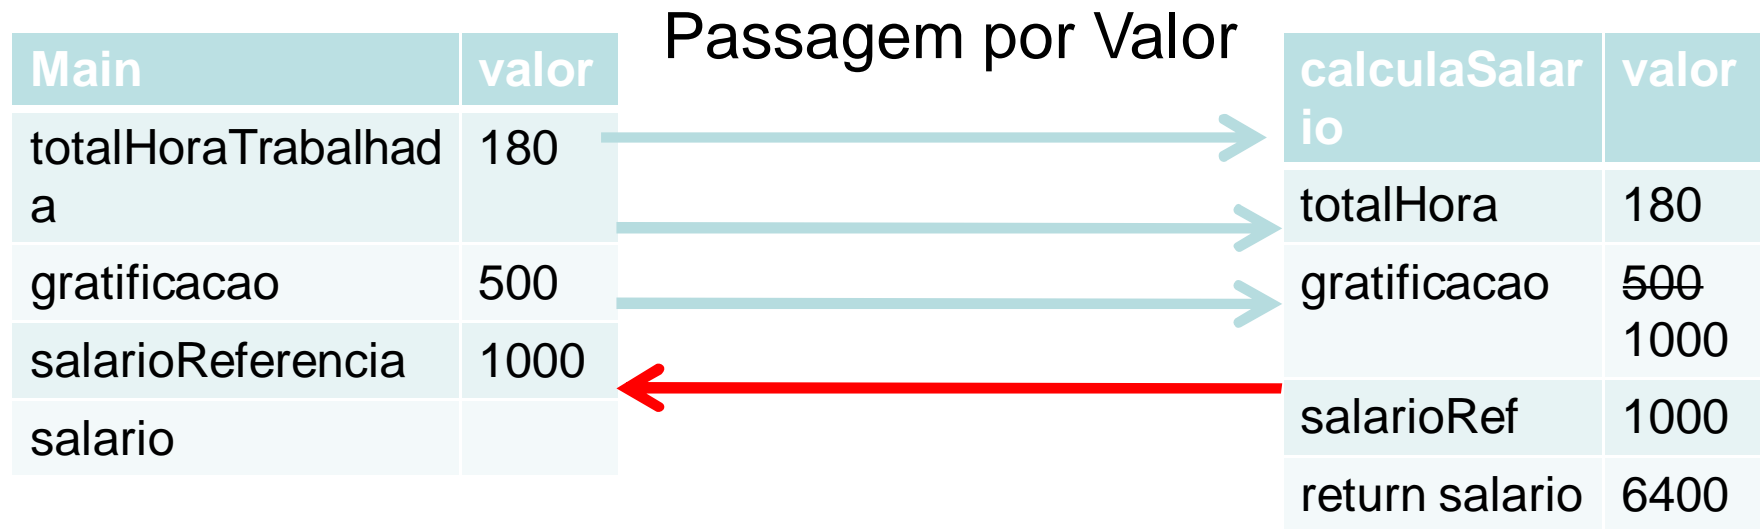 Passagem por Valor
Main valor
totalHoraTrabalhad 180
a
gratificacao 500
salarioReferencia 1000
salario
calculaSalar valor
io
totalHora 180
gratificacao 500
1000
salarioRef 1000
return salario 6400